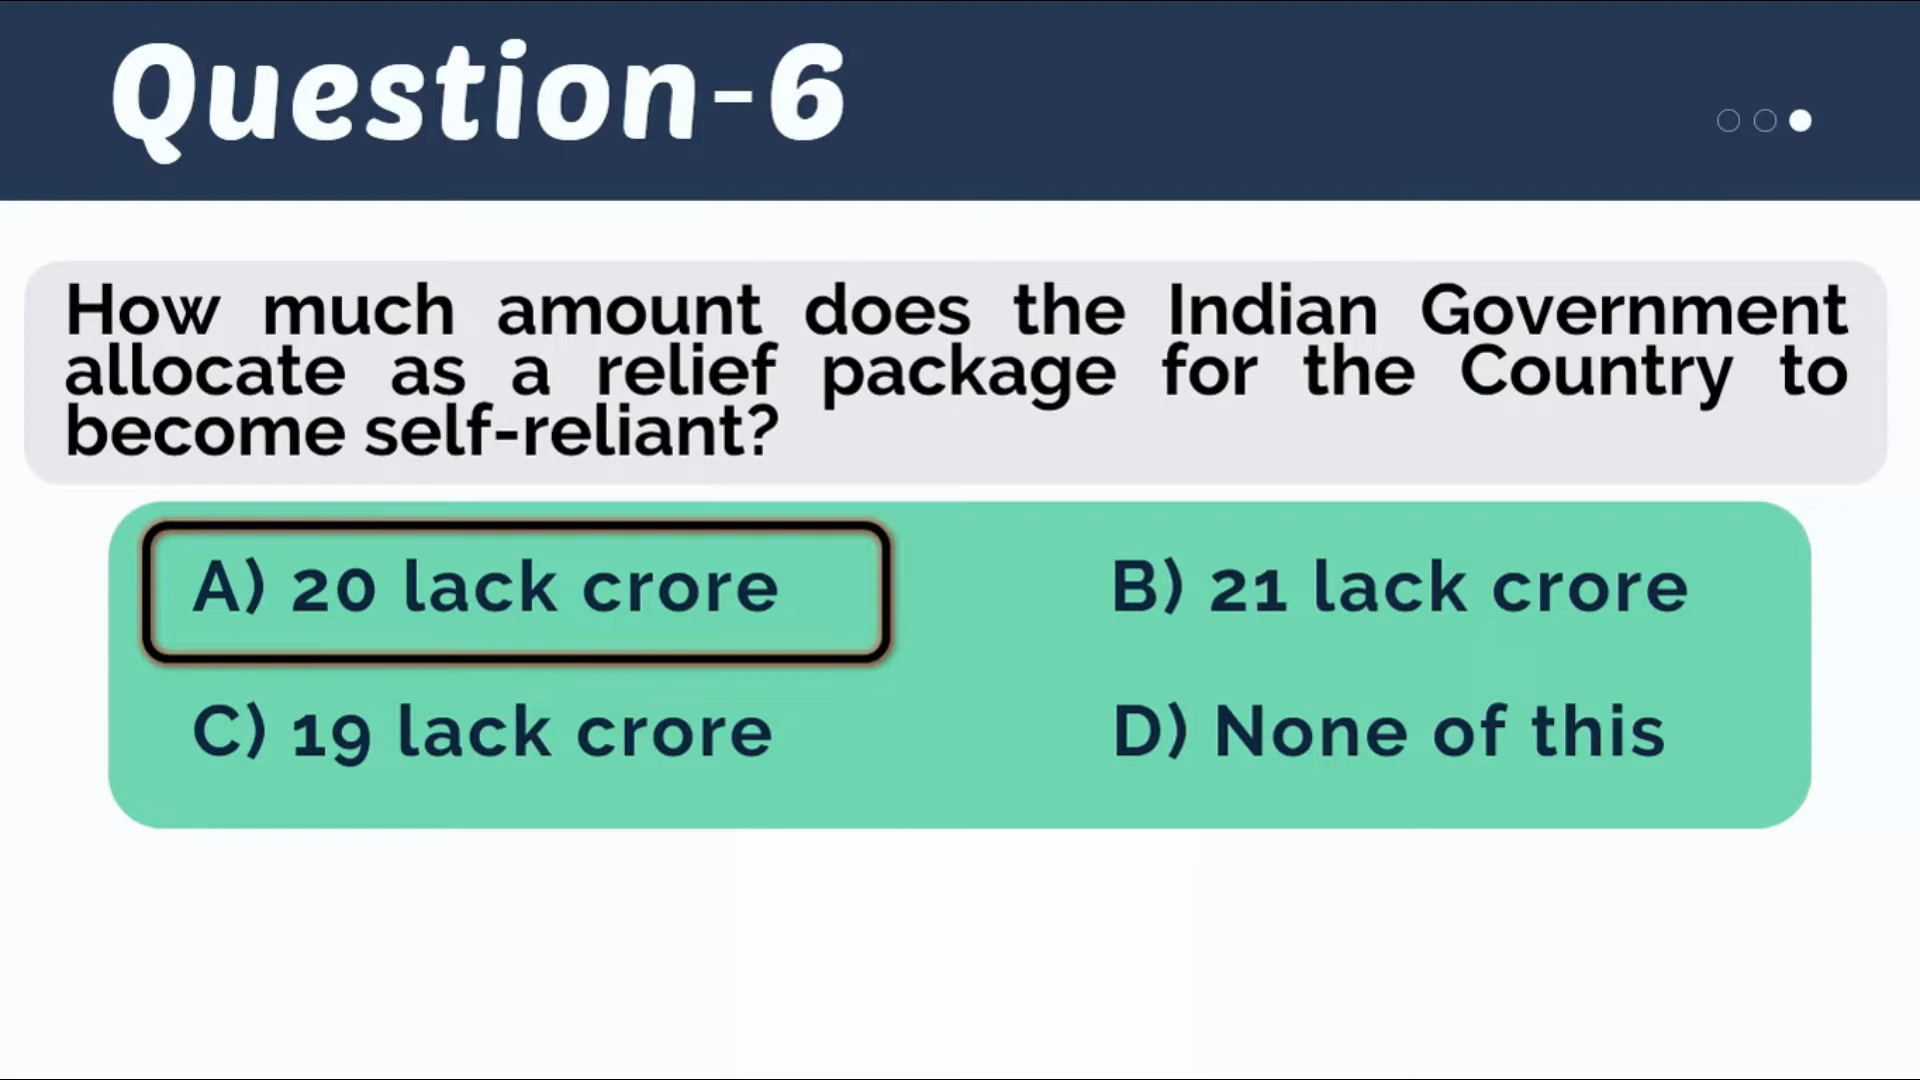 Question-6
How much amount does the Indian Government
allocate as a relief package for the Country to
become self-reliant?
A) 20 lack crore
B) 21 lack crore
C) 19 lack crore
D) None of this